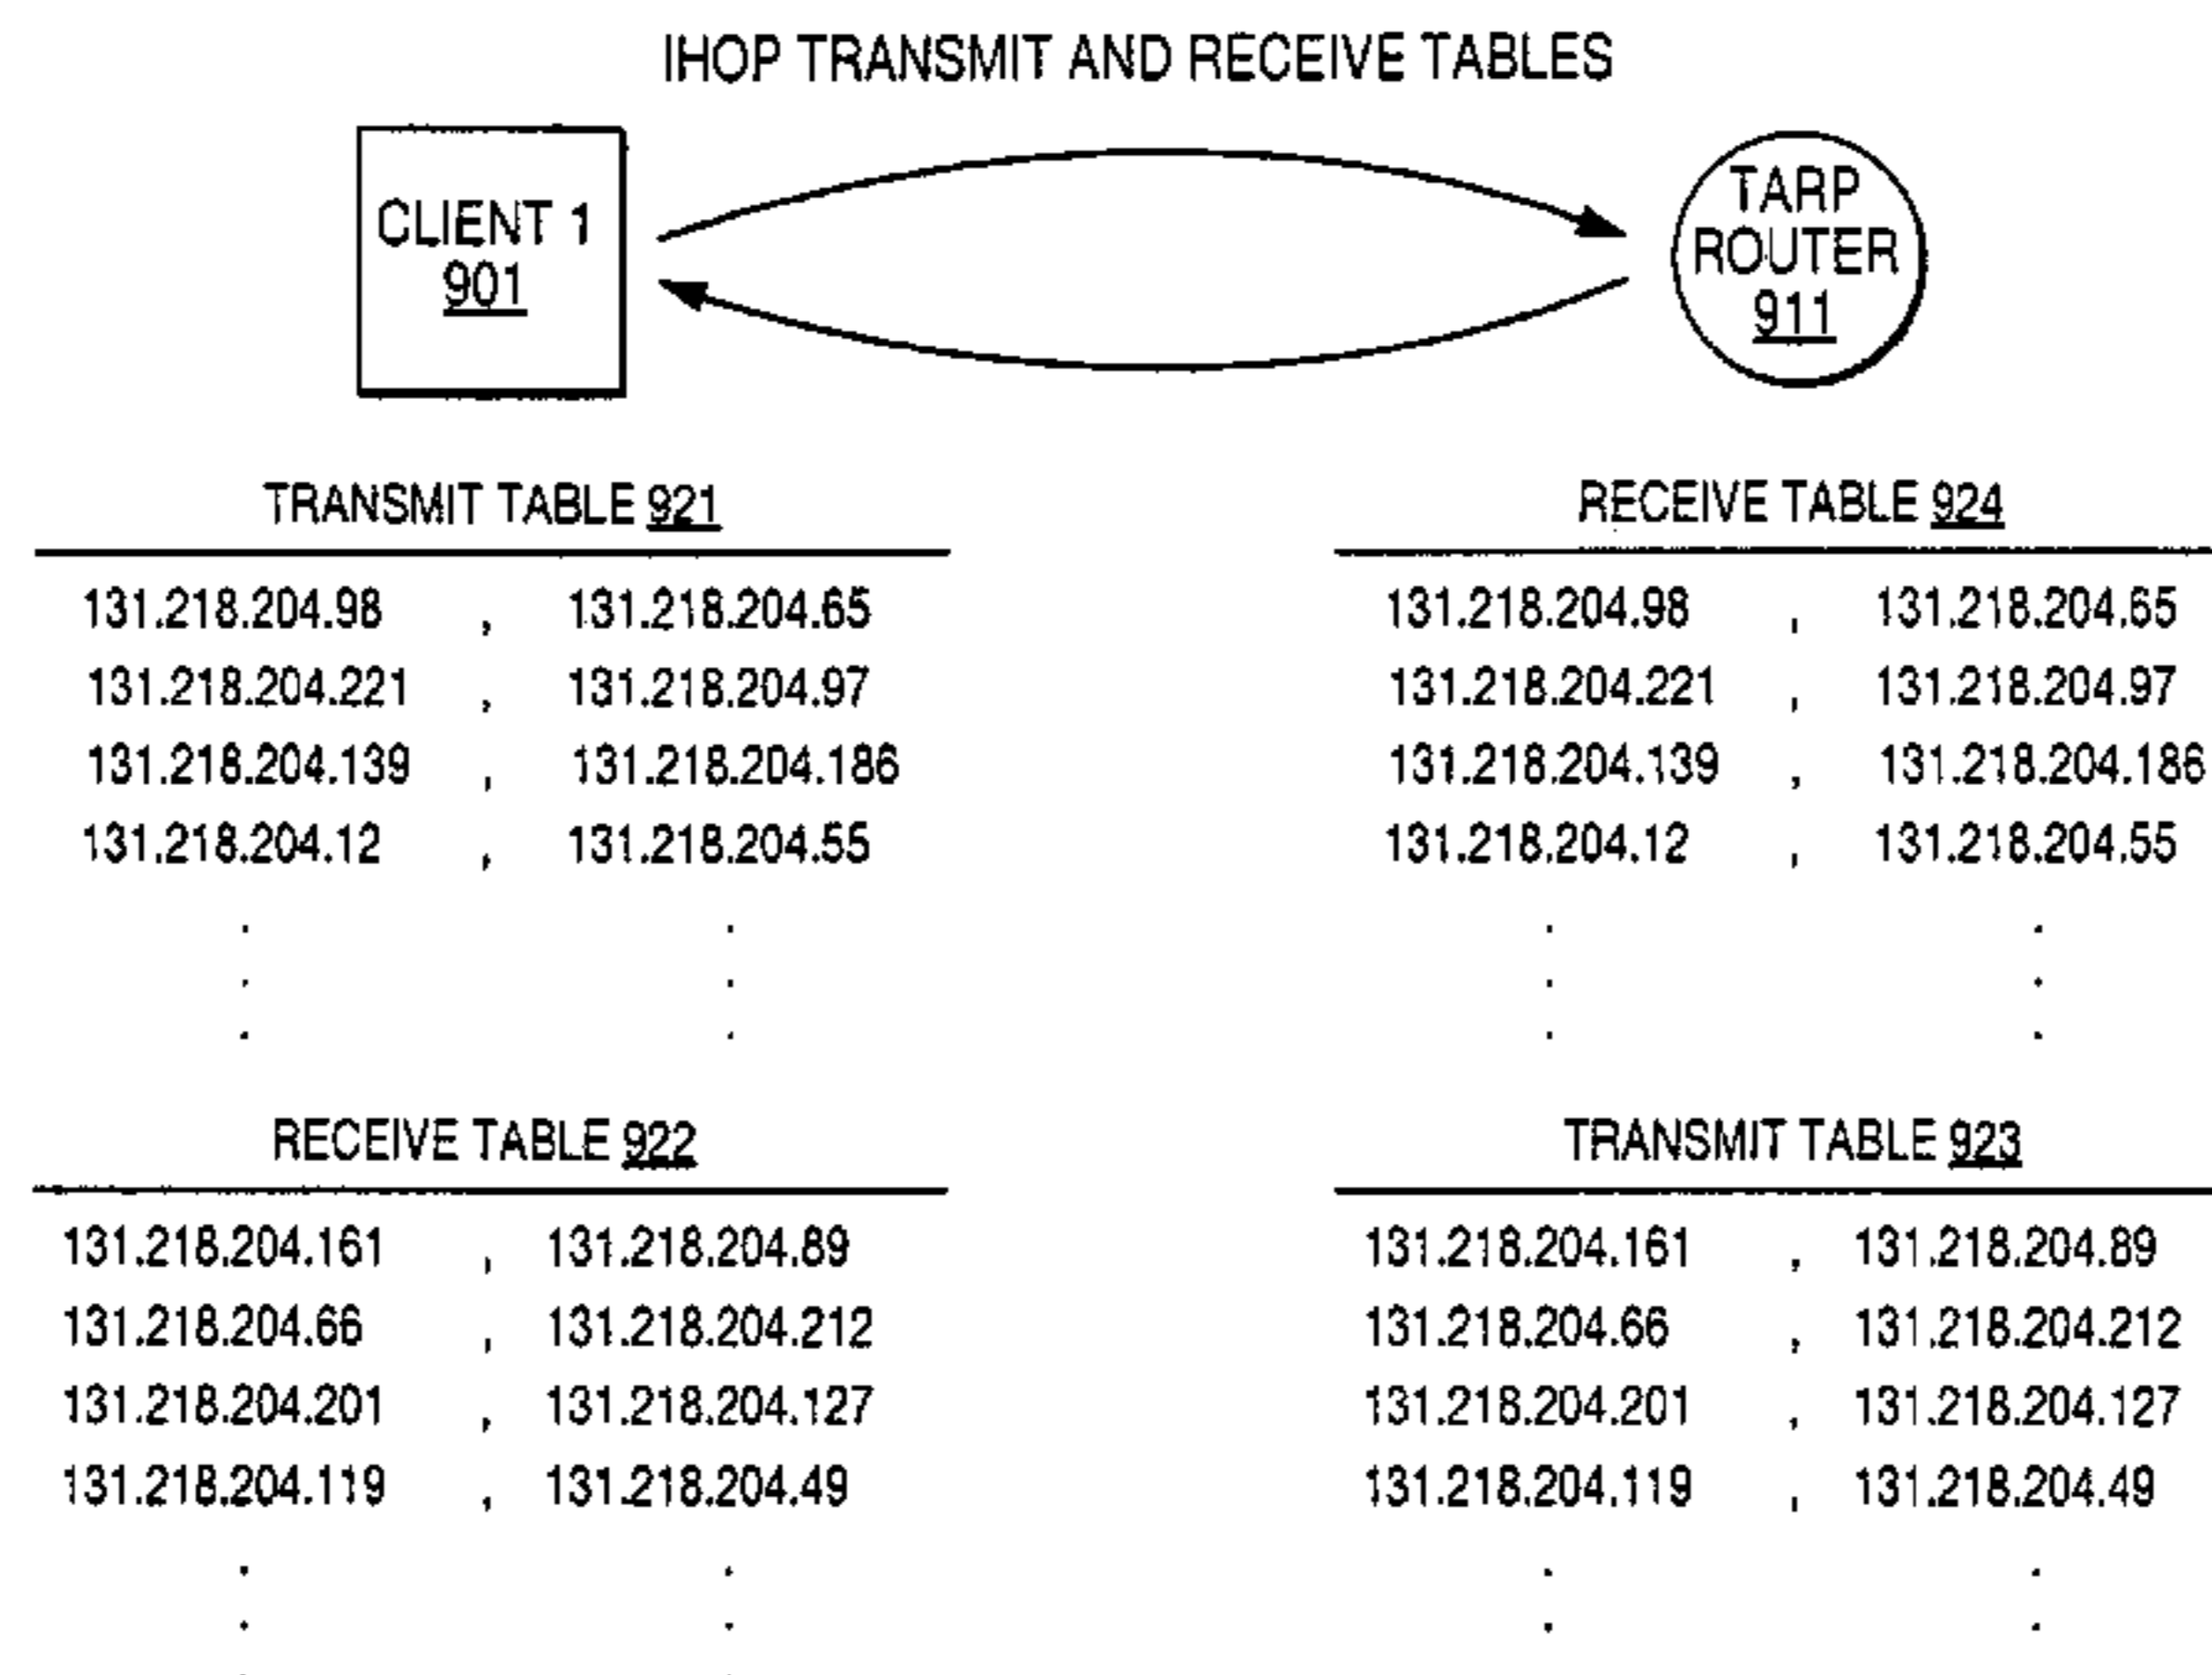 IHOP TRANSMIT AND RECEIVE TABLES
CLIENT 1
901
TARP
ROUTER
911
TRANSMIT TABLE 921
131.218.204.98 , 131.218.204.65
131.218.204.221 , 131.218.204.97
131.218.204.139 , 131.218.204.186
131.218.204.12 , 131.218.204.55
RECEIVE TABLE 924
131.218.204.98 , 131.218.204.65
131.218.204.221 , 131.218.204.97
131.218.204.139 , 131.218.204.186
131.218.204.12 , 131.218.204.55
RECEIVE TABLE 922
131.218.204.161 , 131.218.204.89
131.218.204.66 , 131.218.204.212
131.218.204.201 , 131.218.204.127
131.218.204.119 , 131.218.204.49
TRANSMIT TABLE 923
131.218.204.161 , 131.218.204.89
131.218.204.66 , 131.218.204.212
131.218.204.201 , 131.218.204.127
131.218.204.119 , 131.218.204.49